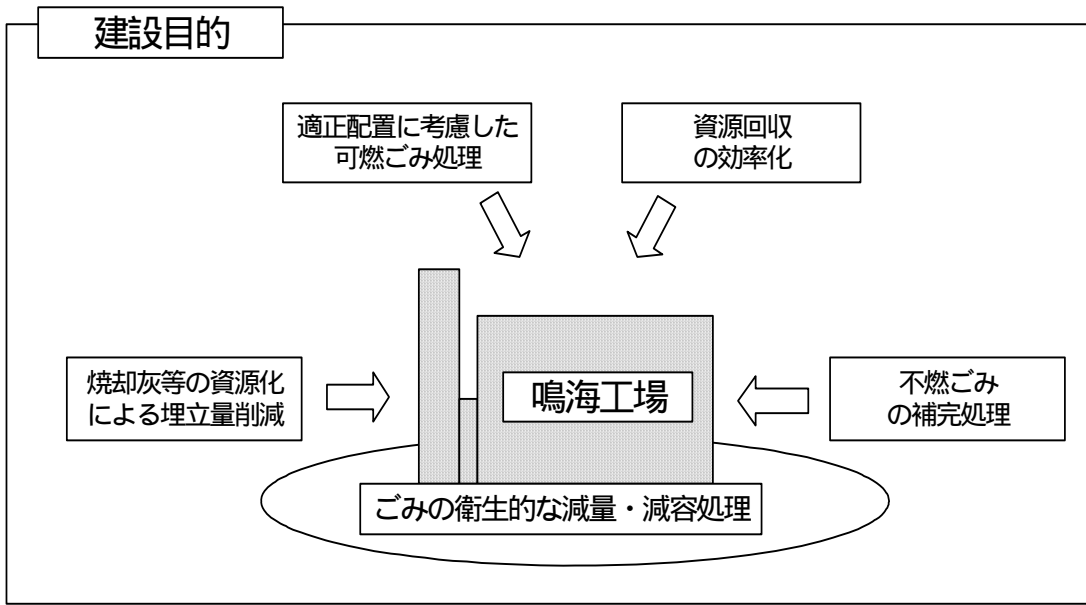 建設目的
適正配置に考慮した
可燃ごみ処理
資源回収
の効率化
焼却灰等の資源化
による埋立量削減
鳴海工場
不燃ごみ
の補完処理
ごみの衛生的な減量・減容処理